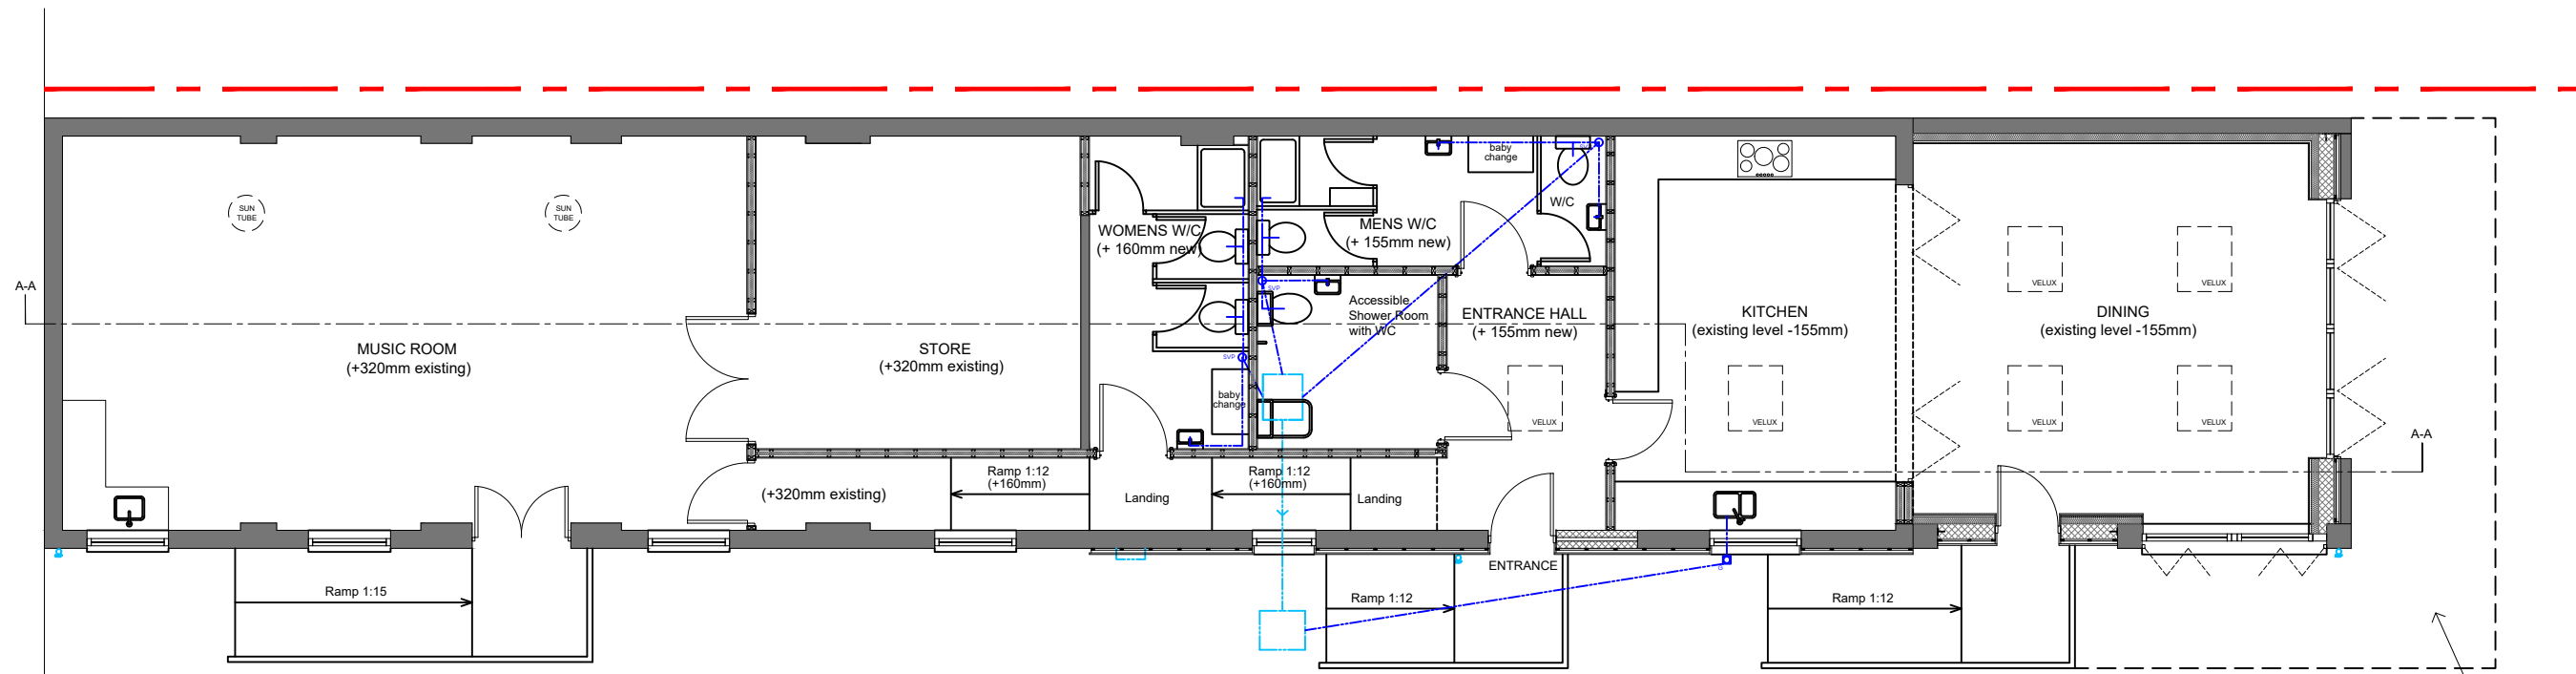 baby
change
SUN
TUBE
SUN
TUBE
W/C
WOMENS W/C
(+ 160mm new)
MENS W/C
(+ 155mm new)
A-A
VELUX
VELUX
SVP
Accessible
Shower Room
with WC
ENTRANCE HALL
(+ 155mm new)
KITCHEN
(existing level -155mm)
DINING
(existing level -155mm)
MUSIC ROOM
(+320mm existing)
STORE
(+320mm existing)
SVP
baby
change
VELUX
VELUX
VELUX
VELUX
A-A
Ramp 1:12
(+160mm)
Ramp 1:12
(+160mm)
(+320mm existing)
Landing
Landing
ENTRANCE
G
Ramp 1:15
Ramp 1:12
Ramp 1:12